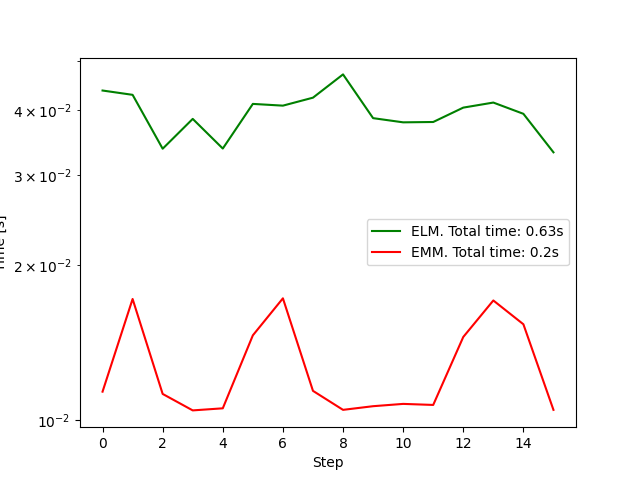 4 × 10⁻²
3 × 10⁻²
2 × 10⁻²
10⁻²
ELM. Total time: 0.63s
EMM. Total time: 0.2s
0 2 4 6 8 10 12 14
Step
Time [s]